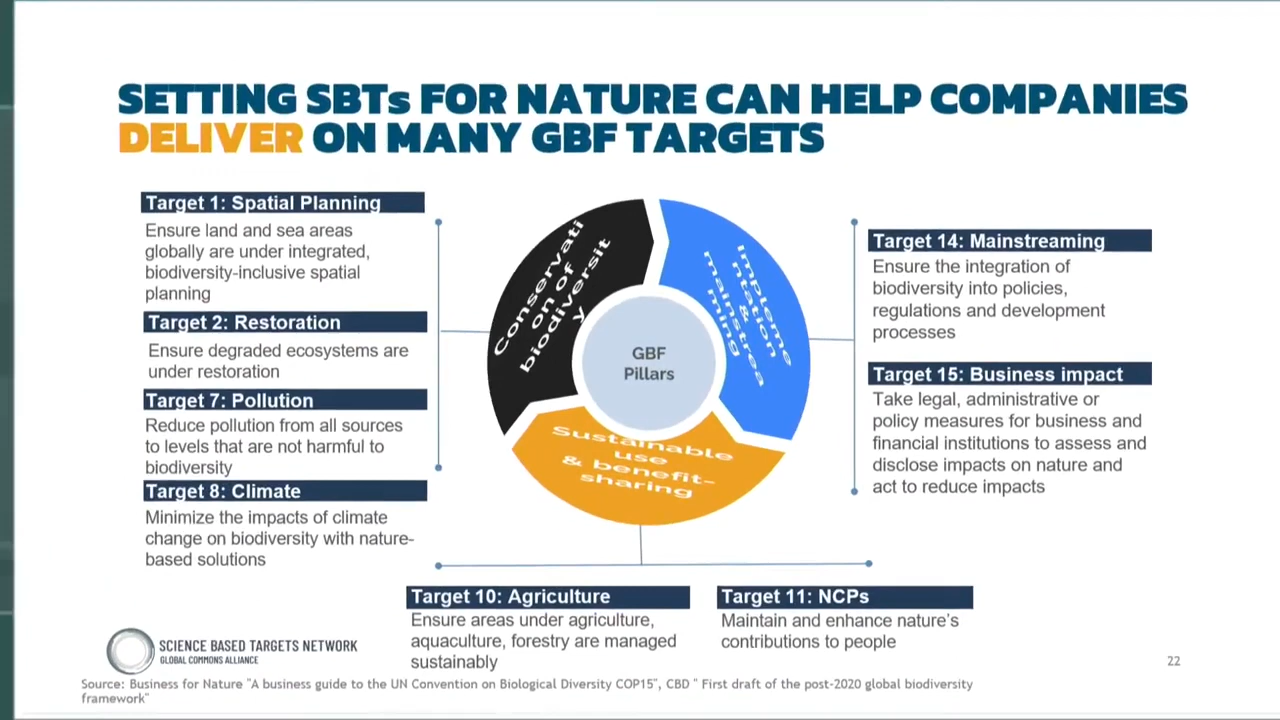 SETTING SBTs FOR NATURE CAN HELP COMPANIES
DELIVER ON MANY GBF TARGETS
Target 1: Spatial Planning
Ensure land and sea areas
globally are under integrated,
biodiversity-inclusive spatial
planning
Target 2: Restoration
Ensure degraded ecosystems are
under restoration
Target 7: Pollution
Reduce pollution from all sources
to levels that are not harmful to
biodiversity
Target 8: Climate
Minimize the impacts of climate
change on biodiversity with nature-
based solutions
Conservati
on of
biodiversit
y
Impleme
ntation
&
mainstrea
ming
GBF
Pillars
Sustainable
use
& benefit-
sharing
Target 14: Mainstreaming
Ensure the integration of
biodiversity into policies,
regulations and development
processes
Target 15: Business impact
Take legal, administrative or
policy measures for business and
financial institutions to assess and
disclose impacts on nature and
act to reduce impacts
Target 10: Agriculture
Ensure areas under agriculture,
aquaculture, forestry are managed
sustainably
Target 11: NCPs
Maintain and enhance nature's
contributions to people
SCIENCE BASED TARGETS NETWORK
GLOBAL COMMONS ALLIANCE
22
Source: Business for Nature "A business guide to the UN Convention on Biological Diversity COP15", CBD " First draft of the post-2020 global biodiversity
framework"